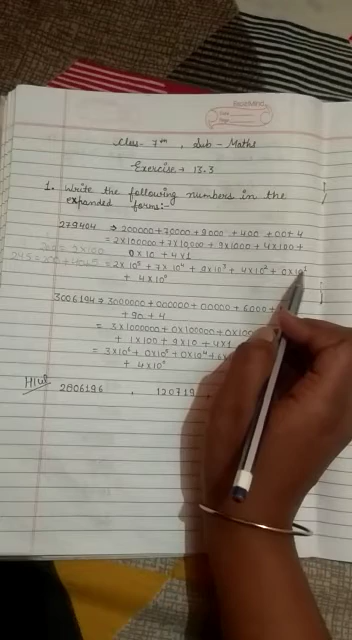 Class - 7th , Sub - Maths
Exercise → 13.3
1. Write the following numbers in the
expanded forms:-
279404 ⇒ 200000+70000+9000 +400 +00+4
= 2×100000+7×10,000 + 9×1000 + 4×100 +
0×10 + 4×1
= 2×10⁵ + 7×10⁴ + 9×10³ + 4×10² + 0×10¹
+ 4×10⁰
3006194 ⇒ 3000000+000000+00000+6000+
+90+4
= 3×1000000+0×100000+0×100
+ 1×100 + 9×10 + 4×1
= 3×10⁶ + 0×10⁵ +0×10⁴ +6×
+ 4×10⁰
H/W 2806196 , 120719